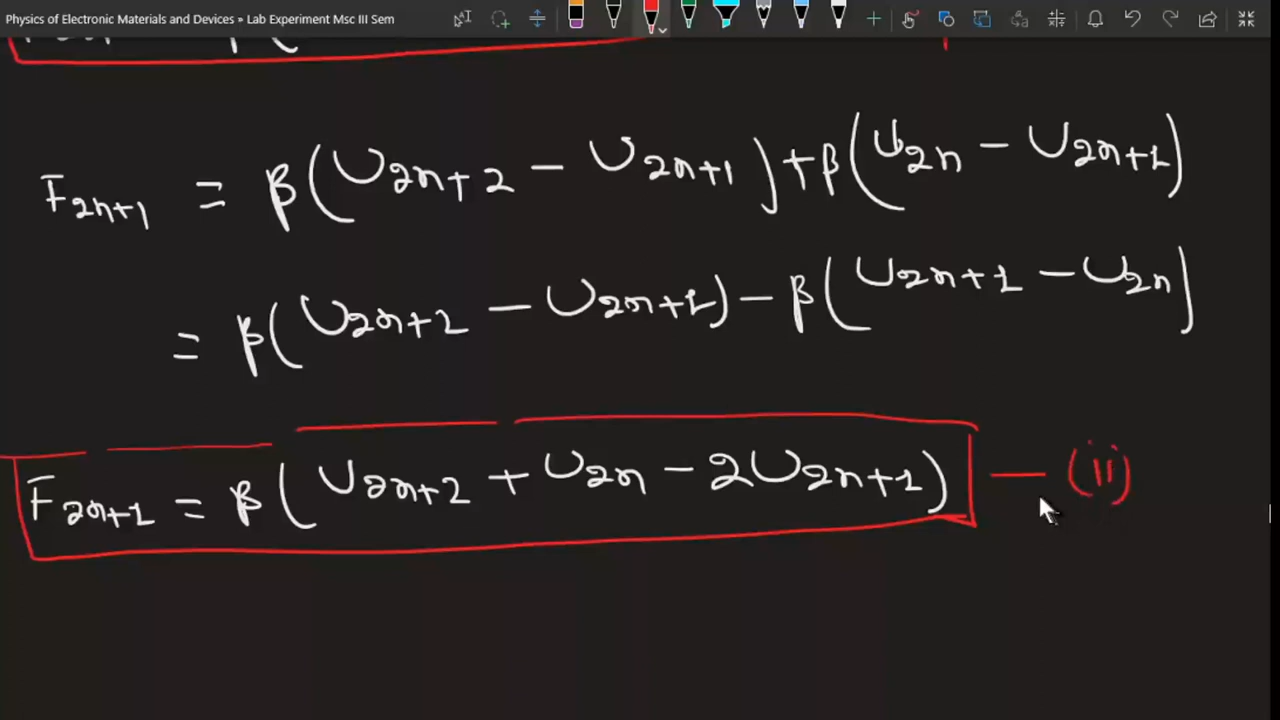 Physics of Electronic Materials and Devices » Lab Experiment Msc III Sem
F₂ₙ₊₁ = β(U₂ₙ₊₂ − U₂ₙ₊₁) + β(U₂ₙ − U₂ₙ₊₁)
= β(U₂ₙ₊₂ − U₂ₙ₊₁) − β(U₂ₙ₊₁ − U₂ₙ)
F₂ₙ₊₁ = β(U₂ₙ₊₂ + U₂ₙ − 2U₂ₙ₊₁) — (ii)